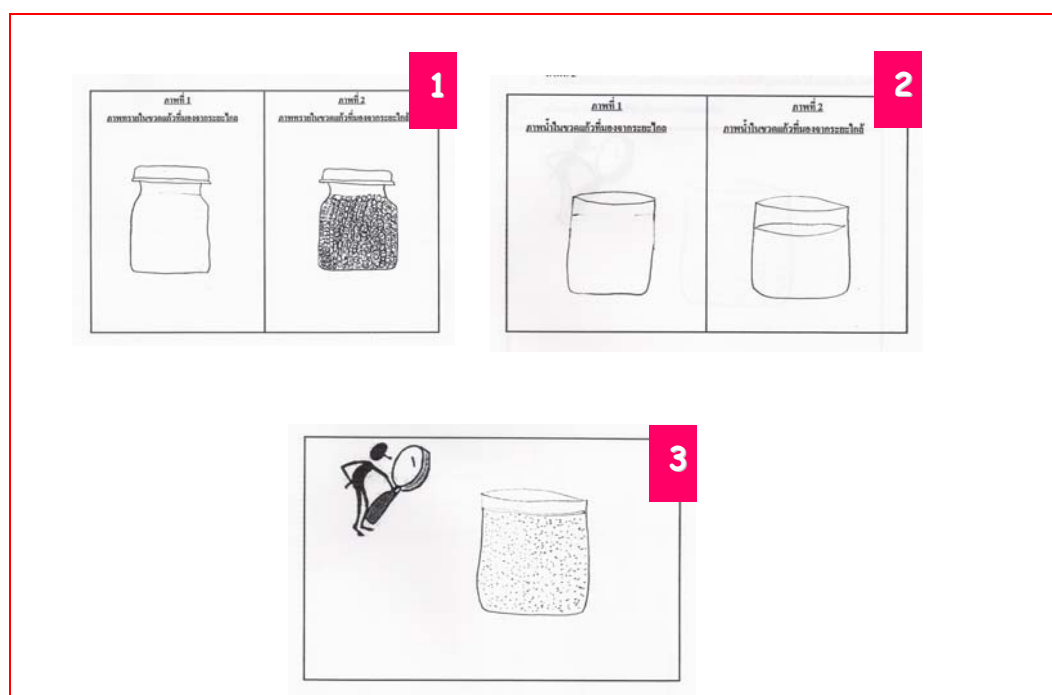 1
ภาพที่ 1
ภาพทรายในขวดแก้วที่มองจากระยะไกล
ภาพที่ 2
ภาพทรายในขวดแก้วที่มองจากระยะใกล้
2
ภาพที่ 1
ภาพน้ำในขวดแก้วที่มองจากระยะไกล
ภาพที่ 2
ภาพน้ำในขวดแก้วที่มองจากระยะใกล้
3